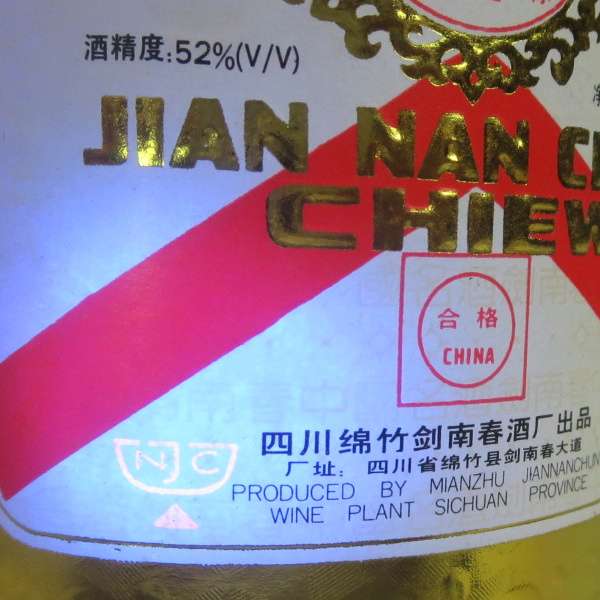 酒精度:52%(V/V)
JIAN NAN
CHIEW
合格
CHINA
NJC
四川绵竹剑南春酒厂出品
厂址: 四川省绵竹县剑南春大道
PRODUCED BY MIANZHU JIANNANCHUN
WINE PLANT SICHUAN PROVINCE